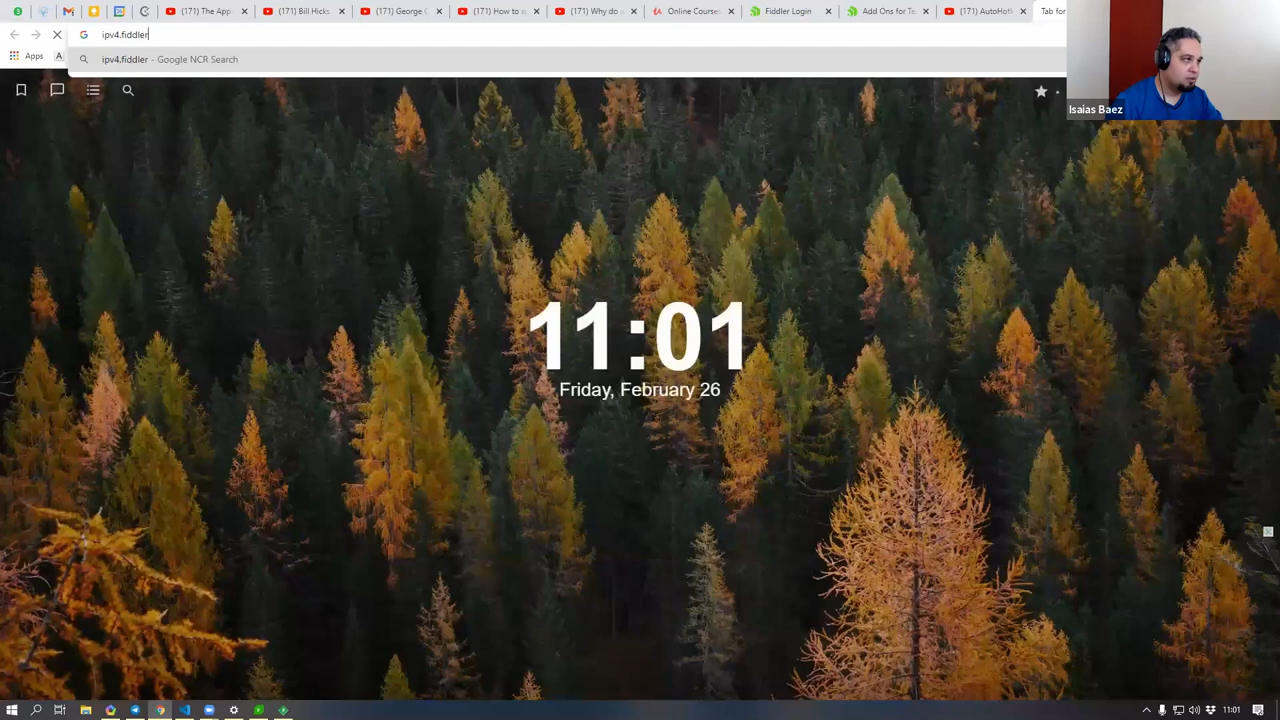 (171) The App
(171) Bill Hicks
(171) George C
(171) How to s
(171) Why do w
Online Courses
Fiddler Login
Add Ons for Te
(171) AutoHotk
Tab for
ipv4.fiddler
Apps
A
ipv4.fiddler - Google NCR Search
Isaias Baez
11:01
Friday, February 26
11:01